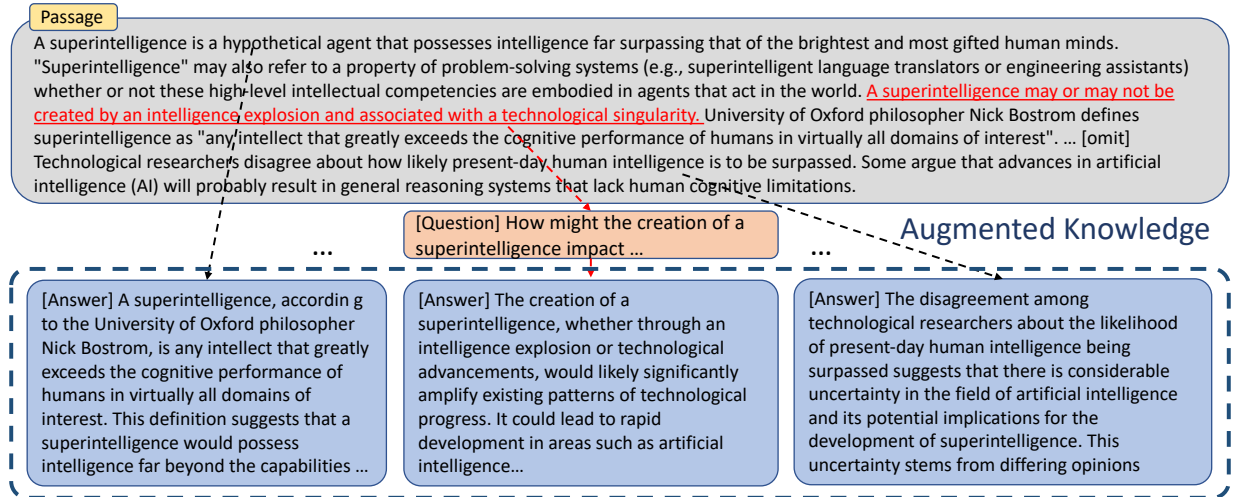 Passage
A superintelligence is a hypothetical agent that possesses intelligence far surpassing that of the brightest and most gifted human minds.
"Superintelligence" may also refer to a property of problem-solving systems (e.g., superintelligent language translators or engineering assistants)
whether or not these high-level intellectual competencies are embodied in agents that act in the world. A superintelligence may or may not be
created by an intelligence explosion and associated with a technological singularity. University of Oxford philosopher Nick Bostrom defines
superintelligence as "any intellect that greatly exceeds the cognitive performance of humans in virtually all domains of interest". ... [omit]
Technological researchers disagree about how likely present-day human intelligence is to be surpassed. Some argue that advances in artificial
intelligence (AI) will probably result in general reasoning systems that lack human cognitive limitations.
[Question] How might the creation of a
superintelligence impact ...
...
...
Augmented Knowledge
[Answer] A superintelligence, accordin g
to the University of Oxford philosopher
Nick Bostrom, is any intellect that greatly
exceeds the cognitive performance of
humans in virtually all domains of
interest. This definition suggests that a
superintelligence would possess
intelligence far beyond the capabilities ...
[Answer] The creation of a
superintelligence, whether through an
intelligence explosion or technological
advancements, would likely significantly
amplify existing patterns of technological
progress. It could lead to rapid
development in areas such as artificial
intelligence...
[Answer] The disagreement among
technological researchers about the likelihood
of present-day human intelligence being
surpassed suggests that there is considerable
uncertainty in the field of artificial intelligence
and its potential implications for the
development of superintelligence. This
uncertainty stems from differing opinions